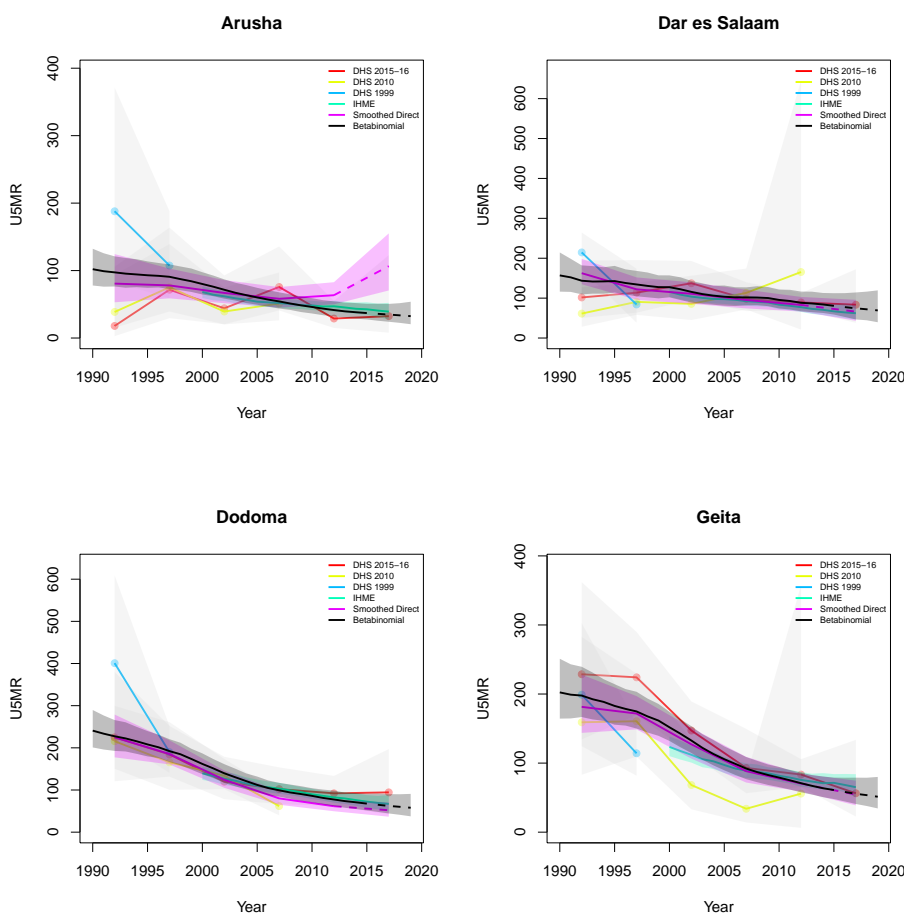 Arusha
400
300
200
100
0
U5MR
1990 1995 2000 2005 2010 2015 2020
Year
DHS 2015−16
DHS 2010
DHS 1999
IHME
Smoothed Direct
Betabinomial
Dar es Salaam
600
500
400
300
200
100
0
U5MR
1990 1995 2000 2005 2010 2015 2020
Year
DHS 2015−16
DHS 2010
DHS 1999
IHME
Smoothed Direct
Betabinomial
Dodoma
600
500
400
300
200
100
0
U5MR
1990 1995 2000 2005 2010 2015 2020
Year
DHS 2015−16
DHS 2010
DHS 1999
IHME
Smoothed Direct
Betabinomial
Geita
400
300
200
100
0
U5MR
1990 1995 2000 2005 2010 2015 2020
Year
DHS 2015−16
DHS 2010
DHS 1999
IHME
Smoothed Direct
Betabinomial